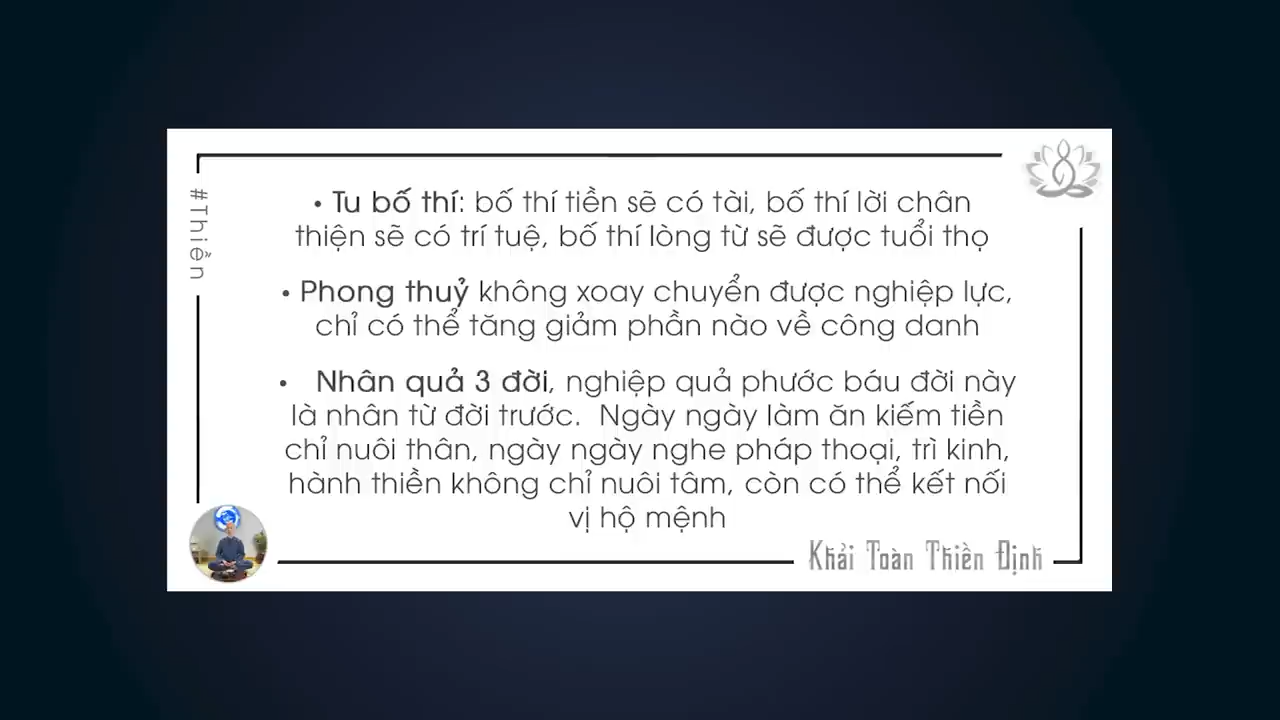 #Thiền
• Tu bố thí: bố thí tiền sẽ có tài, bố thí lời chân
thiện sẽ có trí tuệ, bố thí lòng từ sẽ được tuổi thọ
• Phong thuỷ không xoay chuyển được nghiệp lực,
chỉ có thể tăng giảm phần nào về công danh
• Nhân quả 3 đời, nghiệp quả phước báu đời này
là nhân từ đời trước. Ngày ngày làm ăn kiếm tiền
chỉ nuôi thân, ngày ngày nghe pháp thoại, trì kinh,
hành thiền không chỉ nuôi tâm, còn có thể kết nối
vị hộ mệnh
Khải Toàn Thiền Định